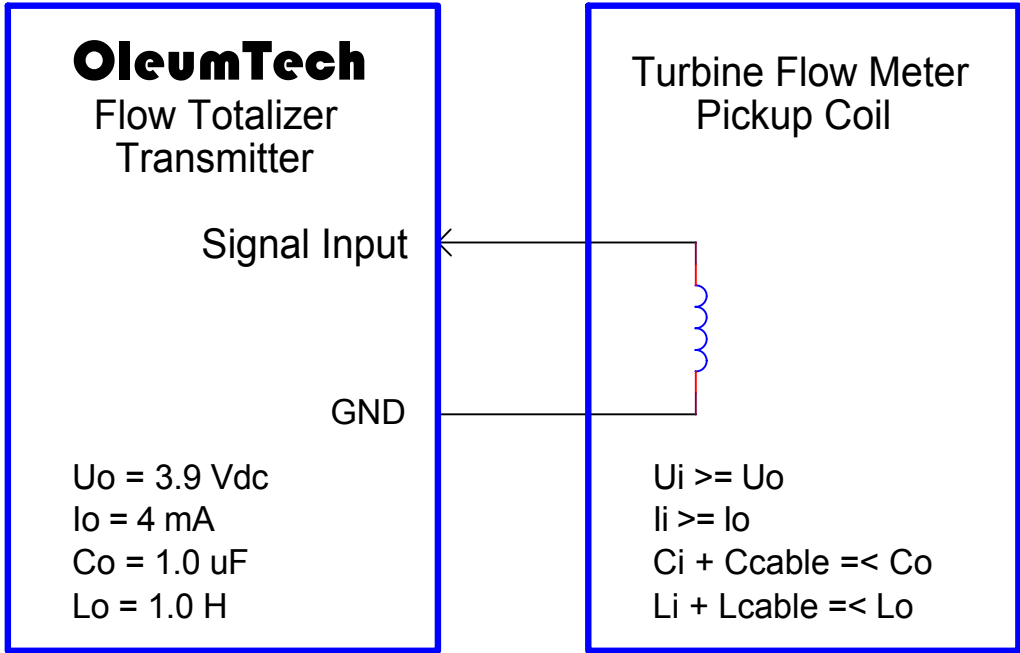 OleumTech
Flow Totalizer
Transmitter
Signal Input
GND
Uo = 3.9 Vdc
Io = 4 mA
Co = 1.0 uF
Lo = 1.0 H
Turbine Flow Meter
Pickup Coil
Ui >= Uo
Ii >= Io
Ci + Ccable =< Co
Li + Lcable =< Lo